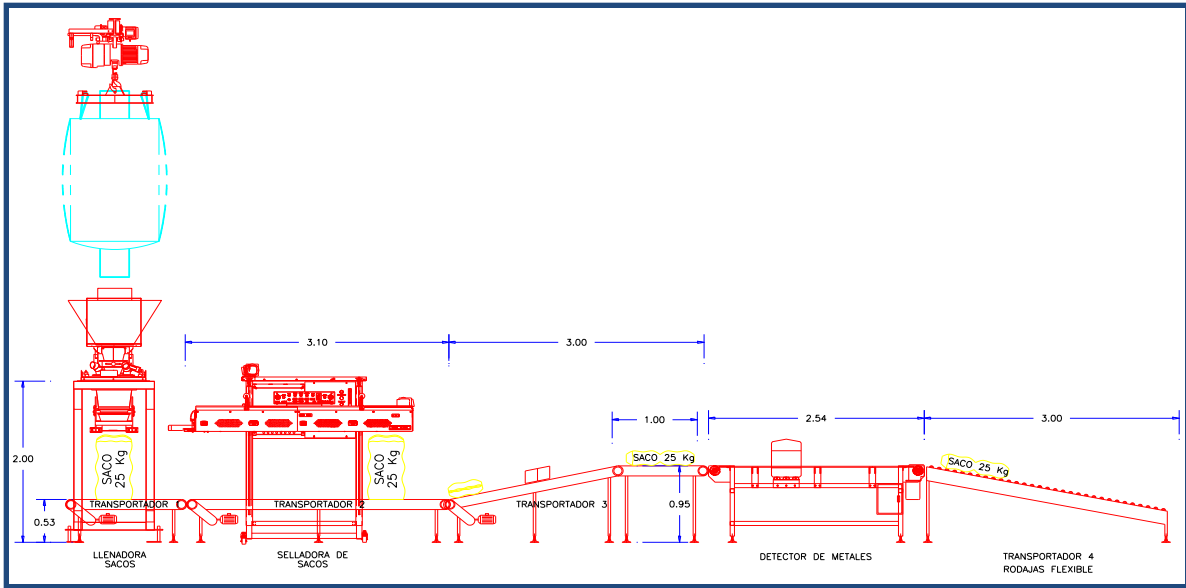 3.10
3.00
1.00
2.54
3.00
2.00
SACO
25 Kg
SACO
25 Kg
SACO 25 Kg
SACO 25 Kg
TRANSPORTADOR
TRANSPORTADOR 2
TRANSPORTADOR 3
0.53
0.95
LLENADORA
SACOS
SELLADORA DE
SACOS
DETECTOR DE METALES
TRANSPORTADOR 4
RODAJAS FLEXIBLE